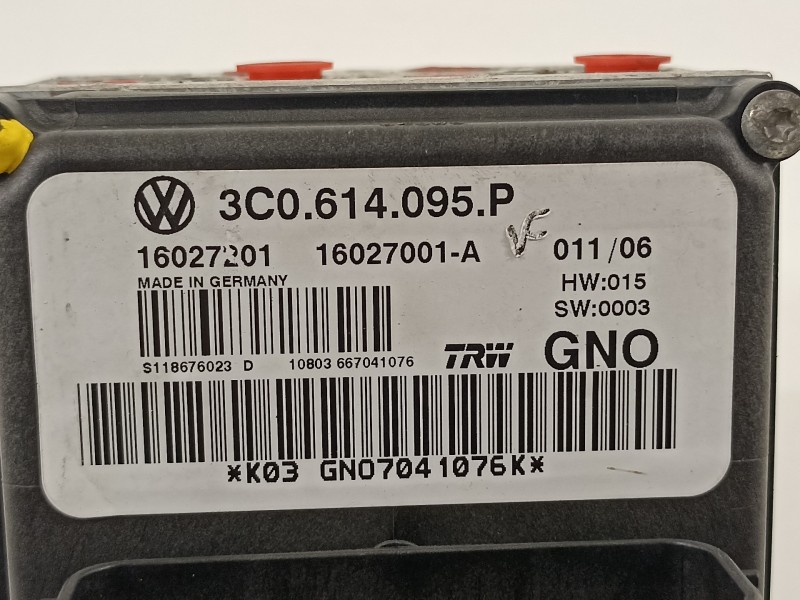 3C0.614.095.P
16027201 16027001-A VC 011/06
MADE IN GERMANY HW:015
SW:0003
S118676023 D 10803 667041076 TRW GNO
*K03 GNO7041076K*